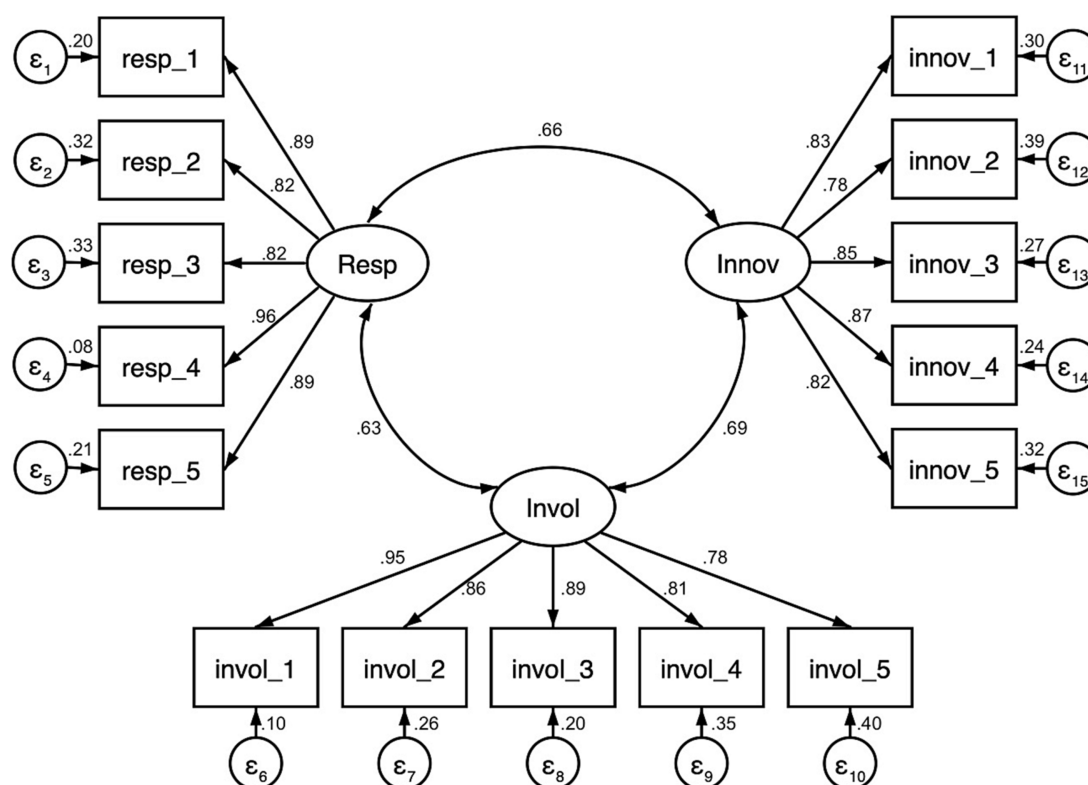 .20
ε1
resp_1
.89
.32
ε2
resp_2
.82
.33
ε3
resp_3
.82
.08
ε4
resp_4
.96
.21
ε5
resp_5
.89
Resp
.66
Innov
.83
innov_1
.30
ε11
.78
innov_2
.39
ε12
.85
innov_3
.27
ε13
.87
innov_4
.24
ε14
.82
innov_5
.32
ε15
.63
.69
Invol
.95
.86
.89
.81
.78
invol_1
invol_2
invol_3
invol_4
invol_5
.10
.26
.20
.35
.40
ε6
ε7
ε8
ε9
ε10